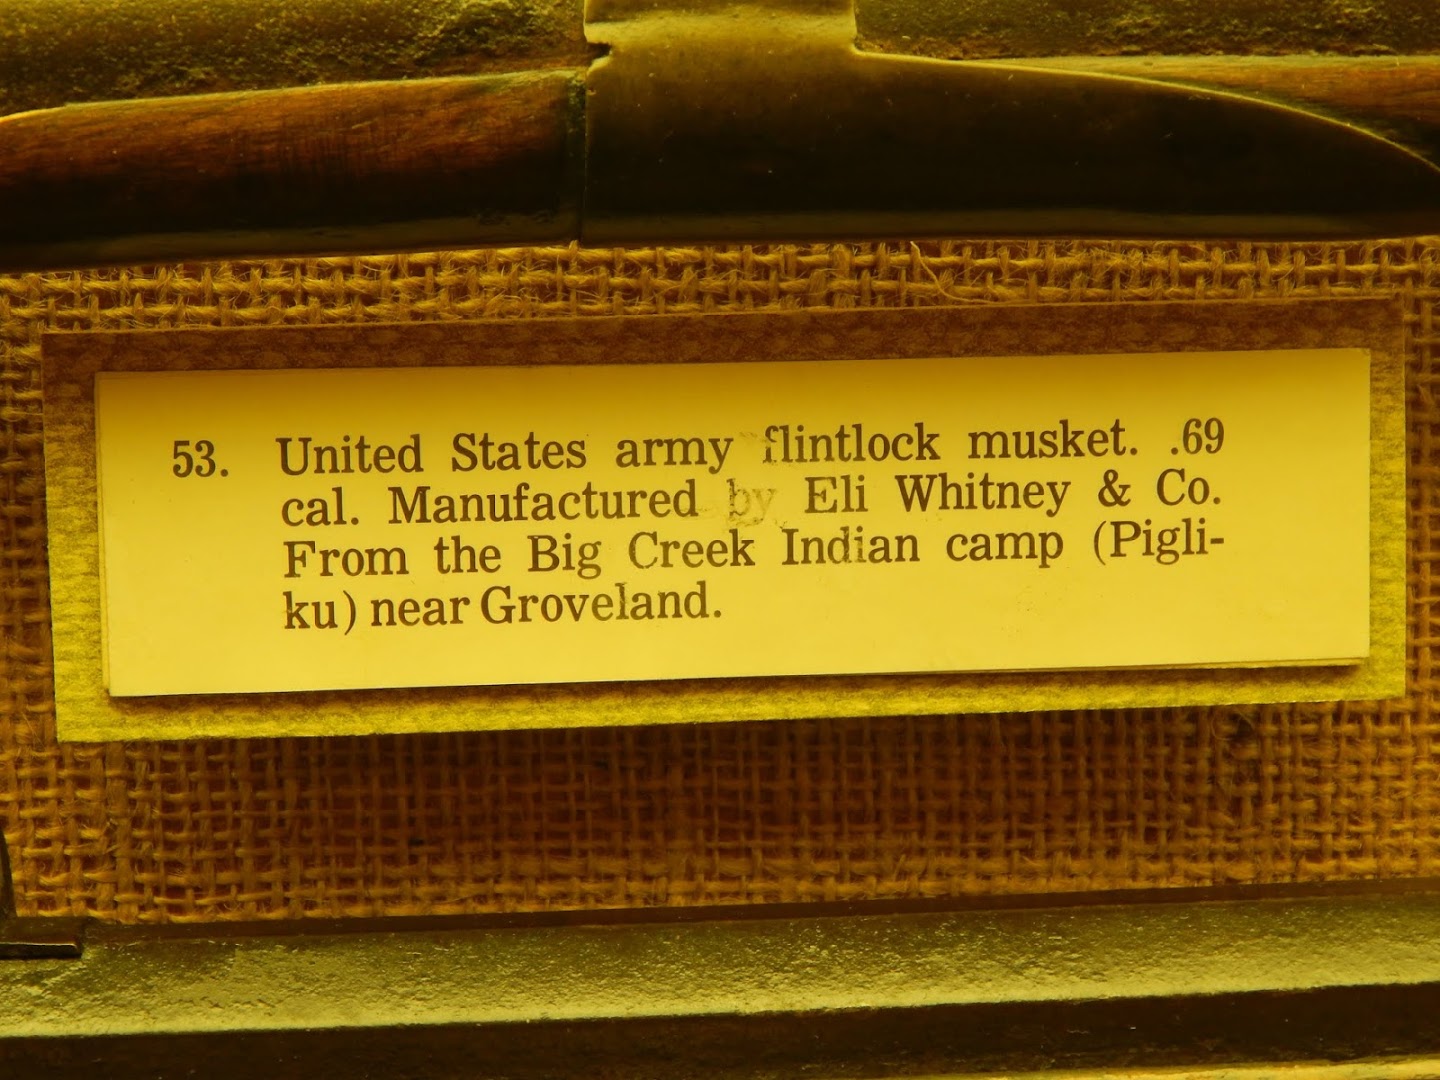 53. United States army flintlock musket. .69
cal. Manufactured by Eli Whitney & Co.
From the Big Creek Indian camp (Pigli-
ku) near Groveland.